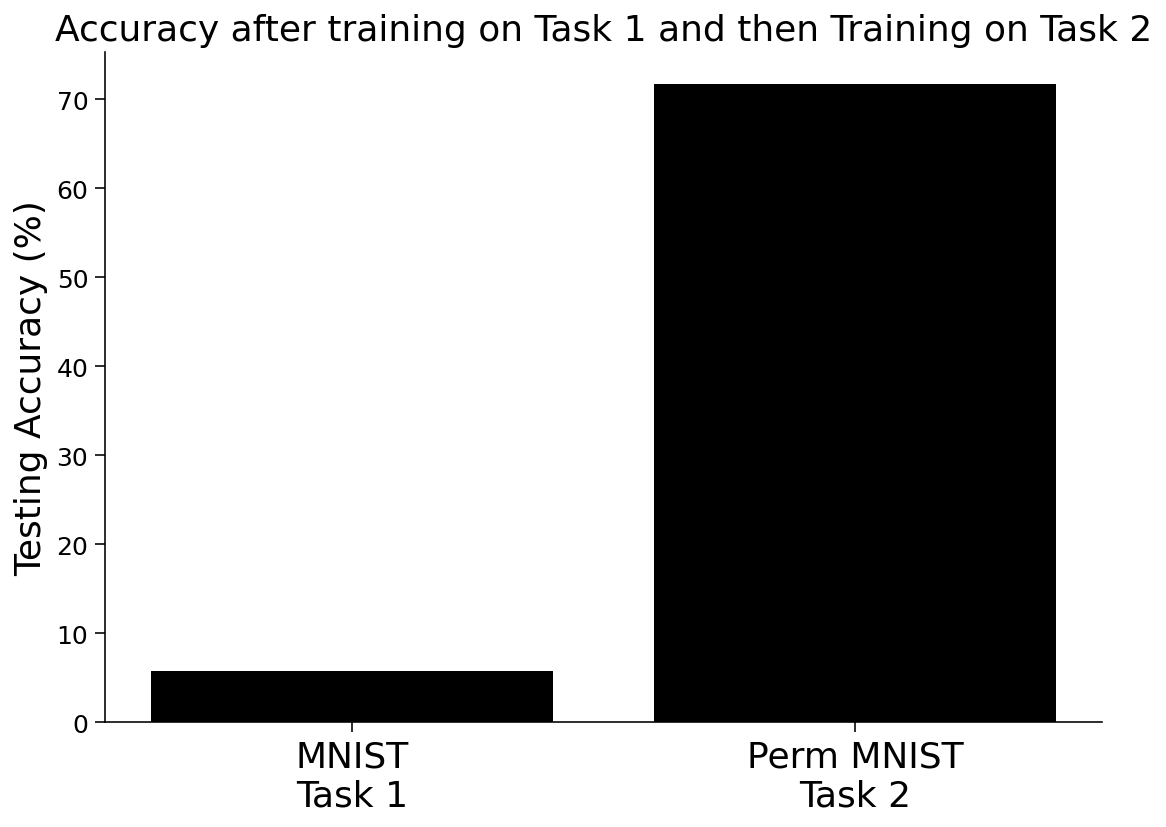 Accuracy after training on Task 1 and then Training on Task 2
Testing Accuracy (%)
70
60
50
40
30
20
10
0
MNIST
Task 1
Perm MNIST
Task 2